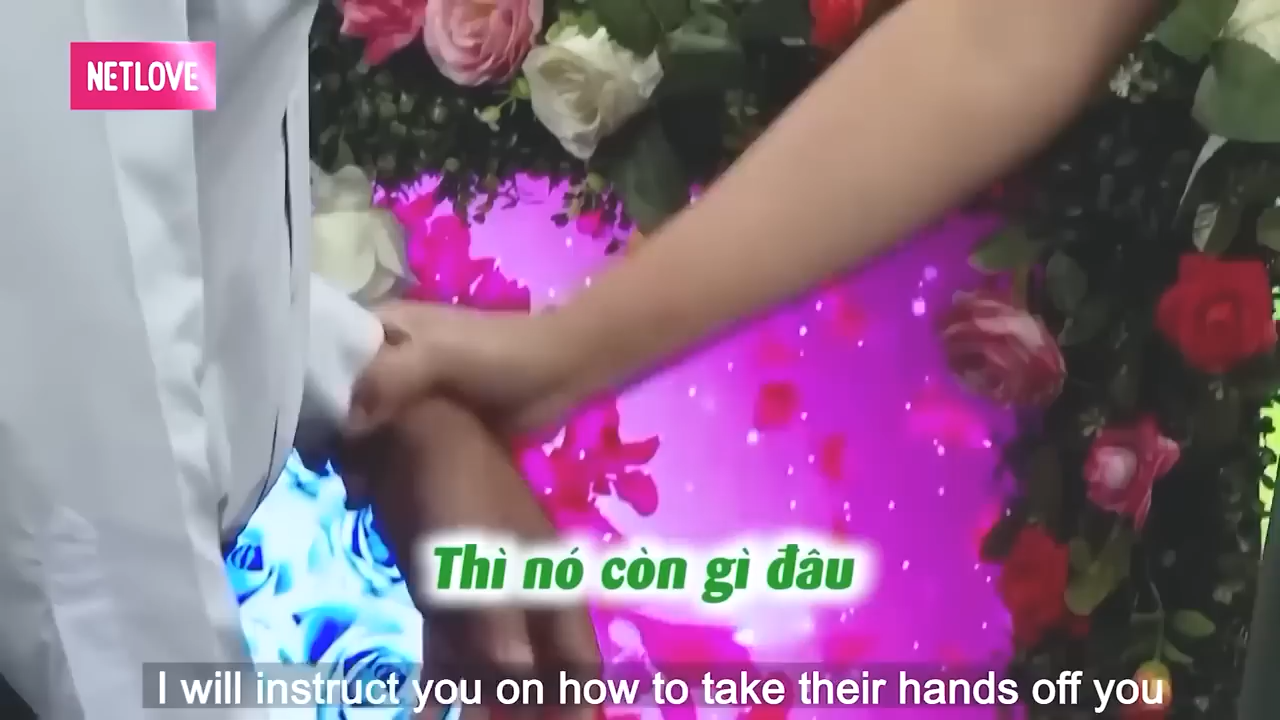 NETLOVE
Thì nó còn gì đâu
I will instruct you on how to take their hands off you